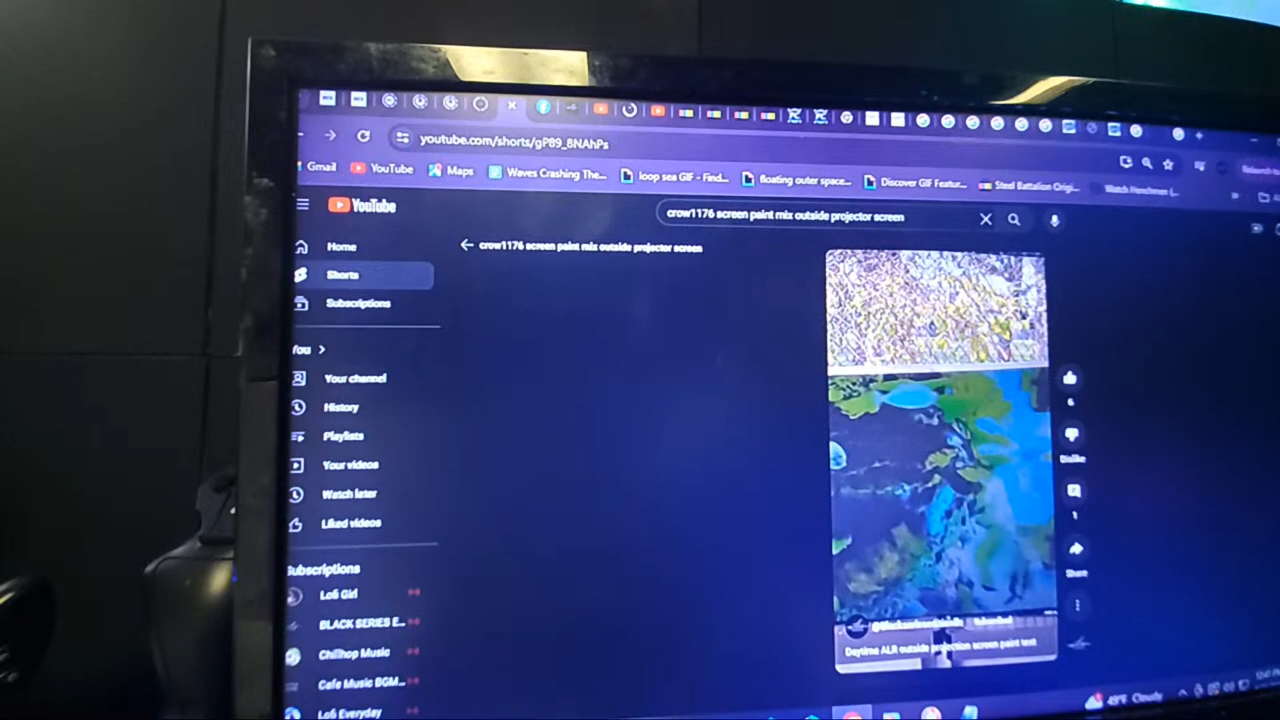 youtube.com/shorts/gP89_8NAhPs
Gmail
YouTube
Maps
Waves Crashing The...
loop sea GIF - Find...
floating outer space...
Discover GIF Featur...
Steel Battalion Origi...
YouTube
crow1176 screen paint mix outside projector screen
Home
crow1176 screen paint mix outside projector screen
Shorts
Subscriptions
You
Your channel
History
Playlists
Your videos
Watch later
Liked videos
6
Dislike
1
Share
Subscriptions
Lofi Girl
BLACK SERIES E...
Chillhop Music
Cafe Music BGM...
Lofi Everyday
Daytime ALR outside projection screen paint test
49°F Cloudy